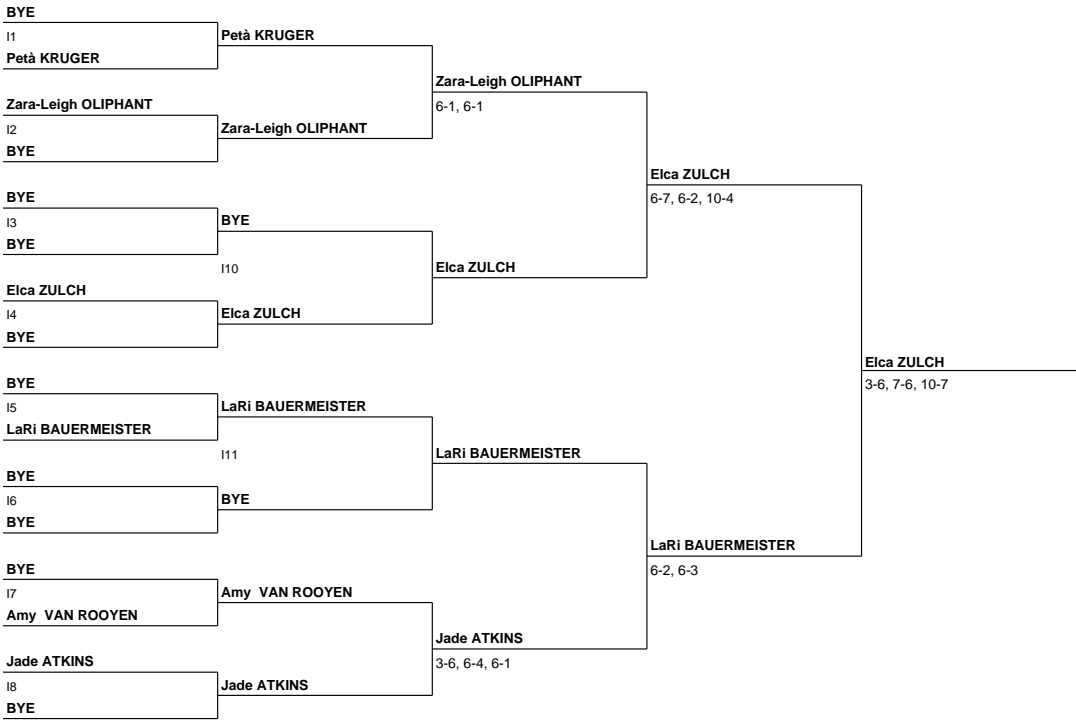 BYE
I1
Petà KRUGER
Zara-Leigh OLIPHANT
I2
BYE
BYE
I3
BYE
Elca ZULCH
I4
BYE
BYE
I5
LaRi BAUERMEISTER
BYE
I6
BYE
BYE
I7
Amy VAN ROOYEN
Jade ATKINS
I8
BYE
Petà KRUGER
Zara-Leigh OLIPHANT
BYE
I10
Elca ZULCH
LaRi BAUERMEISTER
I11
BYE
Amy VAN ROOYEN
Jade ATKINS
Zara-Leigh OLIPHANT
6-1, 6-1
Elca ZULCH
LaRi BAUERMEISTER
Jade ATKINS
3-6, 6-4, 6-1
Elca ZULCH
6-7, 6-2, 10-4
LaRi BAUERMEISTER
6-2, 6-3
Elca ZULCH
3-6, 7-6, 10-7